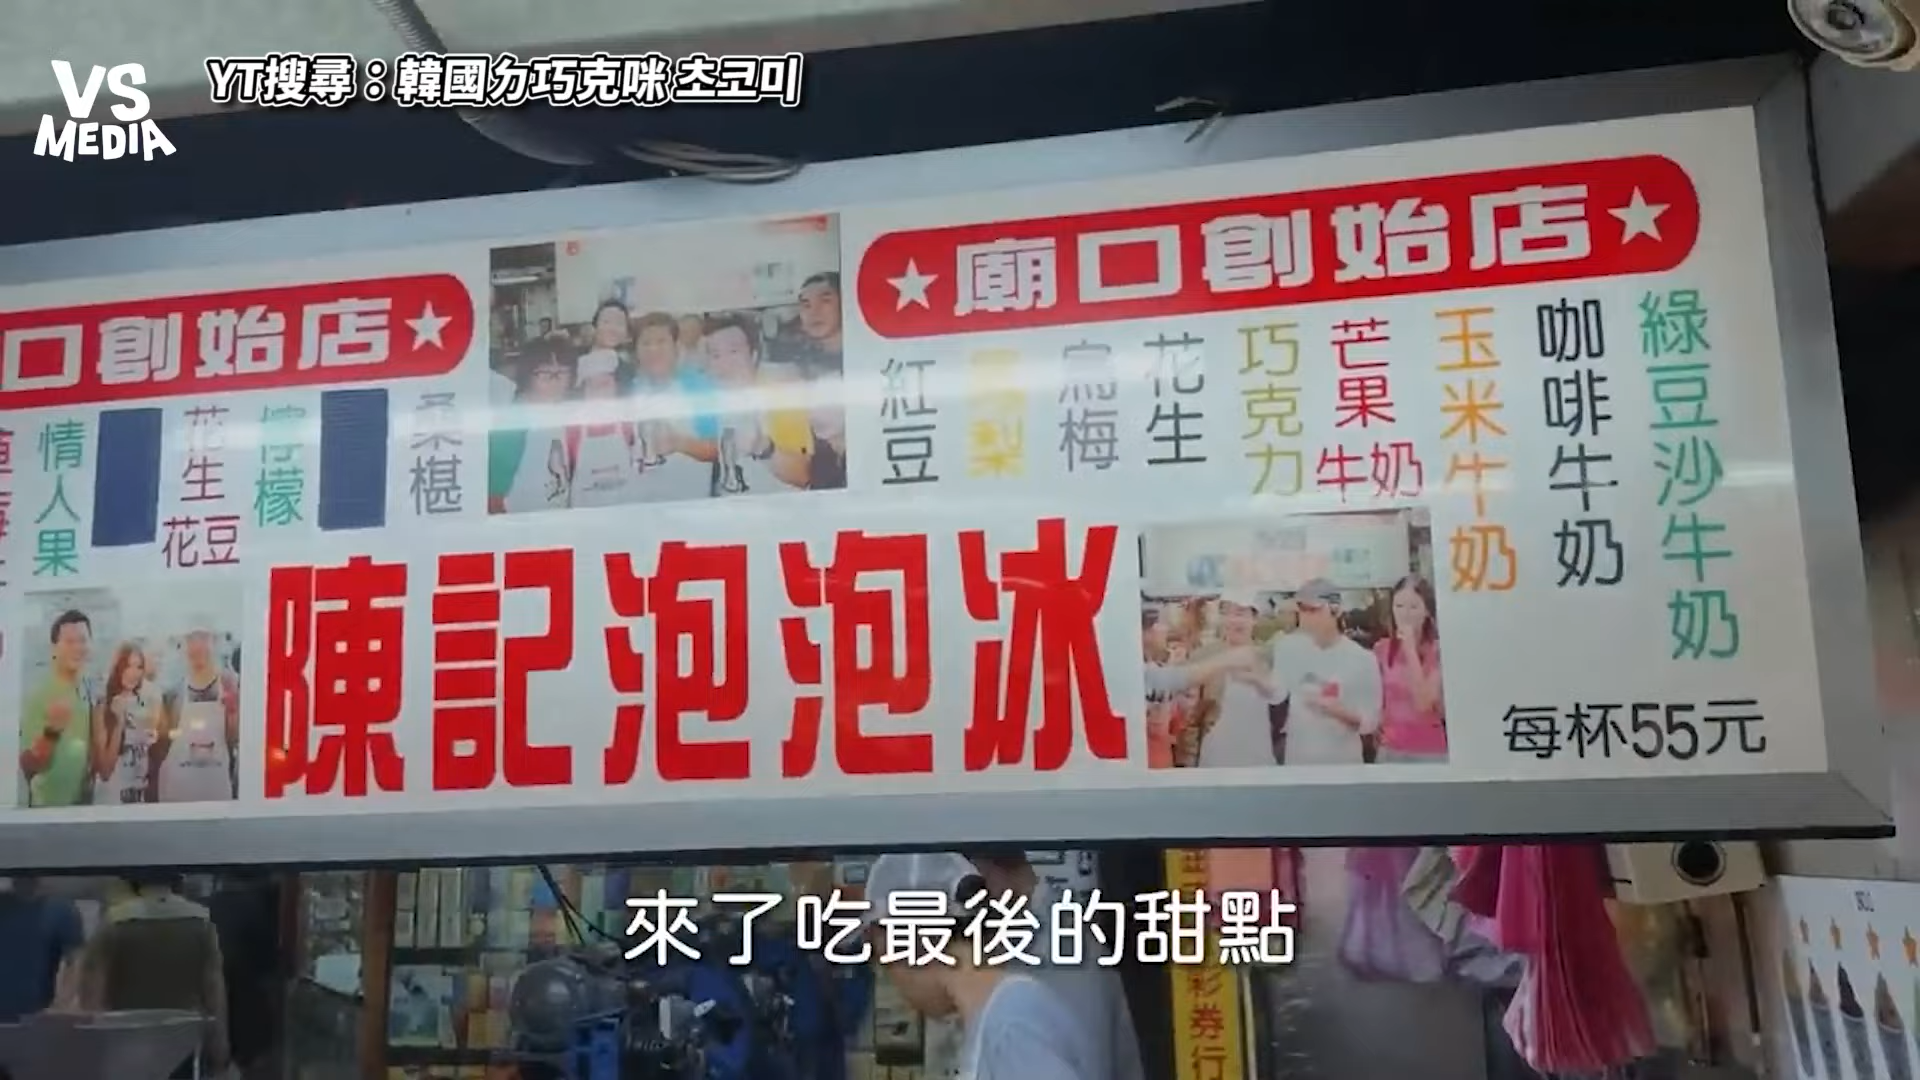 VS
MEDIA
YT搜尋：韓國ㄉ巧克咪 초코미
口創始店★
★廟口創始店★
情人果
花生花豆
檸檬
桑椹
紅豆
烏梅
花生
巧克力
芒果牛奶
玉米牛奶
咖啡牛奶
綠豆沙牛奶
陳記泡泡冰
每杯55元
來了吃最後的甜點
彩券行